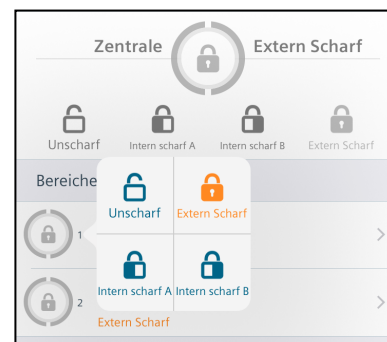 Zentrale Extern Scharf
Unscharf Intern scharf A Intern scharf B Extern Scharf
Bereiche
Unscharf Extern Scharf
1
Intern scharf A Intern scharf B
2
Extern Scharf